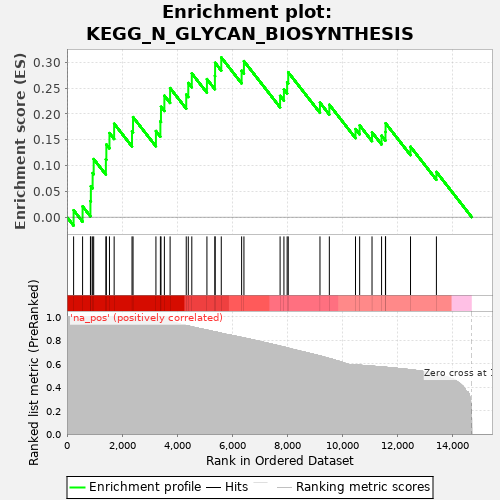 Enrichment plot:
KEGG_N_GLYCAN_BIOSYNTHESIS
Enrichment score (ES)
0.30
0.25
0.20
0.15
0.10
0.05
0.00
Ranked list metric (PreRanked)
1.0
0.8
0.6
0.4
0.2
0.0
'na_pos' (positively correlated)
Zero cross at 1
0
2,000
4,000
6,000
8,000
10,000
12,000
14,000
Rank in Ordered Dataset
Enrichment profile
Hits
Ranking metric scores